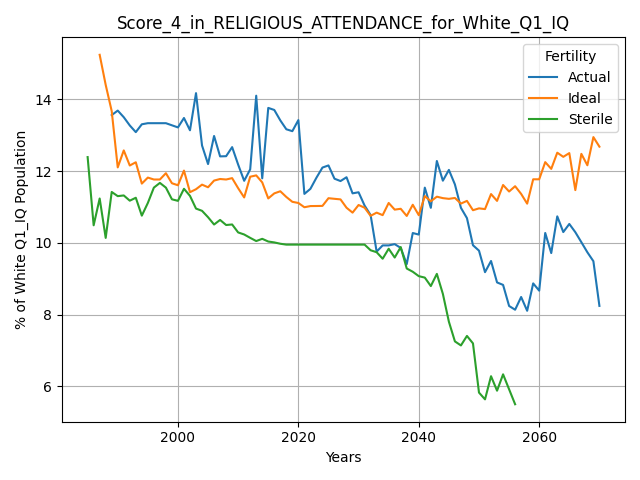 Score_4_in_RELIGIOUS_ATTENDANCE_for_White_Q1_IQ
% of White Q1_IQ Population
14
12
10
8
6
Fertility
Actual
Ideal
Sterile
2000
2020
2040
2060
Years